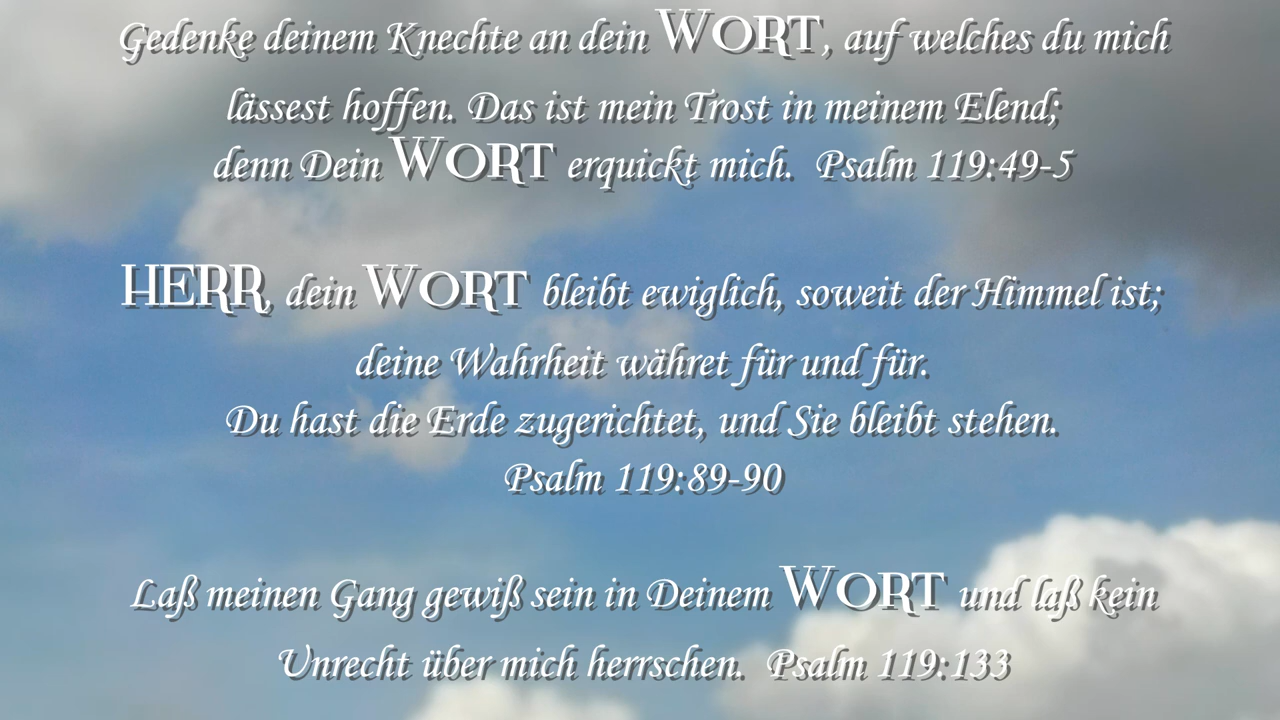 Gedenke deinem Knechte an dein WORT, auf welches du mich
lässest hoffen. Das ist mein Trost in meinem Elend;
denn Dein WORT erquickt mich. Psalm 119:49-5
HERR, dein WORT bleibt ewiglich, soweit der Himmel ist;
deine Wahrheit währet für und für.
Du hast die Erde zugerichtet, und Sie bleibt stehen.
Psalm 119:89-90
Laß meinen Gang gewiß sein in Deinem WORT und laß kein
Unrecht über mich herrschen. Psalm 119:133